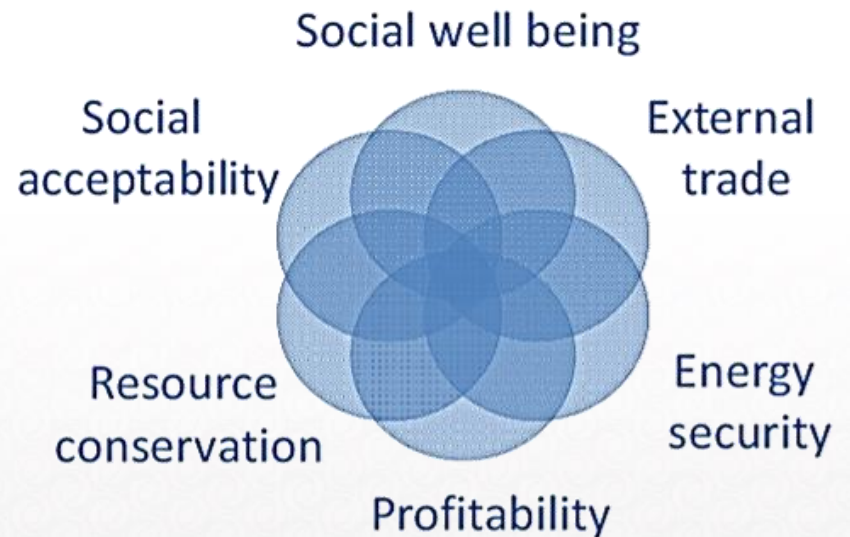 Social well being
Social
acceptability
External
trade
Resource
conservation
Energy
security
Profitability